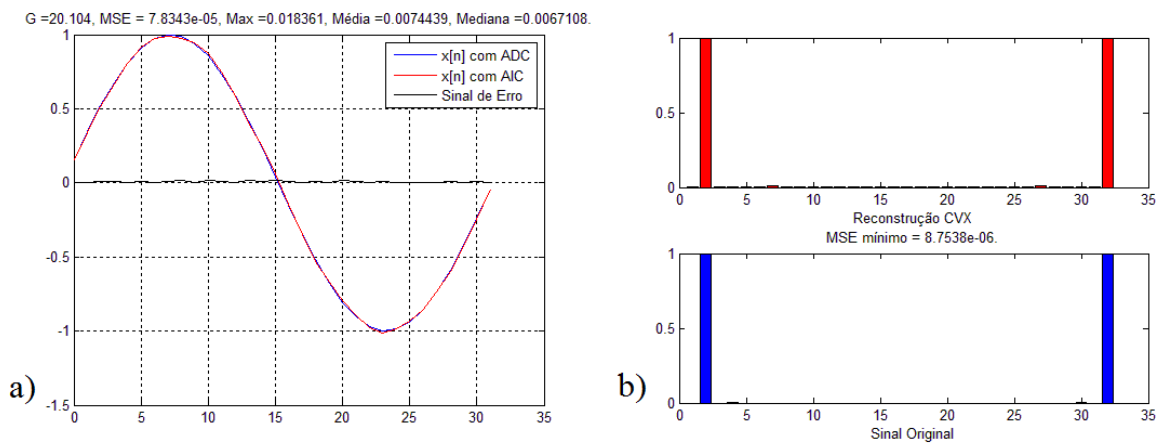 G =20.104, MSE = 7.8343e-05, Max =0.018361, Média =0.0074439, Mediana =0.0067108.
1
0.5
0
-0.5
-1
-1.5
0 5 10 15 20 25 30 35
x[n] com ADC
x[n] com AIC
Sinal de Erro
a)
1
0.5
0
0 5 10 15 20 25 30 35
Reconstrução CVX
MSE mínimo = 8.7538e-06.
1
0.5
0
0 5 10 15 20 25 30 35
Sinal Original
b)